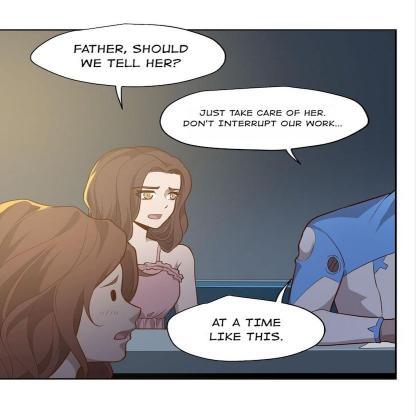 FATHER, SHOULD
WE TELL HER?
JUST TAKE CARE OF HER.
DON'T INTERRUPT OUR WORK...
AT A TIME
LIKE THIS.